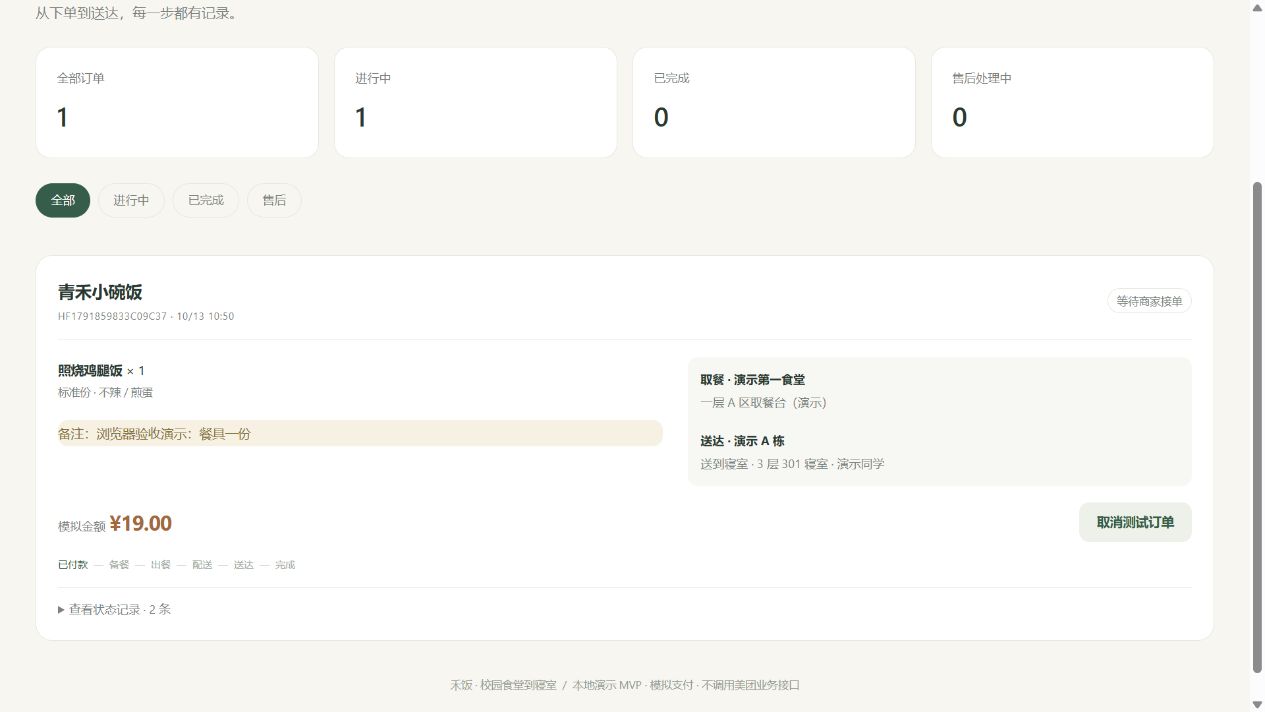 从下单到送达，每一步都有记录。
全部订单
1
进行中
1
已完成
0
售后处理中
0
全部
进行中
已完成
售后
青禾小碗饭
HF1791859833C09C37 · 10/13 10:50
等待商家接单
照烧鸡腿饭 × 1
标准份 · 不辣 / 煎蛋
备注：浏览器验收演示：餐具一份
取餐 · 演示第一食堂
一层 A 区取餐台（演示）
送达 · 演示 A 栋
送到寝室 · 3 层 301 寝室 · 演示同学
模拟金额 ¥19.00
取消测试订单
已付款 — 备餐 — 出餐 — 配送 — 送达 — 完成
查看状态记录 · 2 条
禾饭 · 校园食堂到寝室 / 本地演示 MVP · 模拟支付 · 不调用美团业务接口